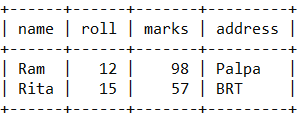 +------+------+-------+---------+
| name | roll | marks | address |
+------+------+-------+---------+
| Ram  |   12 |    98 | Palpa   |
| Rita |   15 |    57 | BRT     |
+------+------+-------+---------+